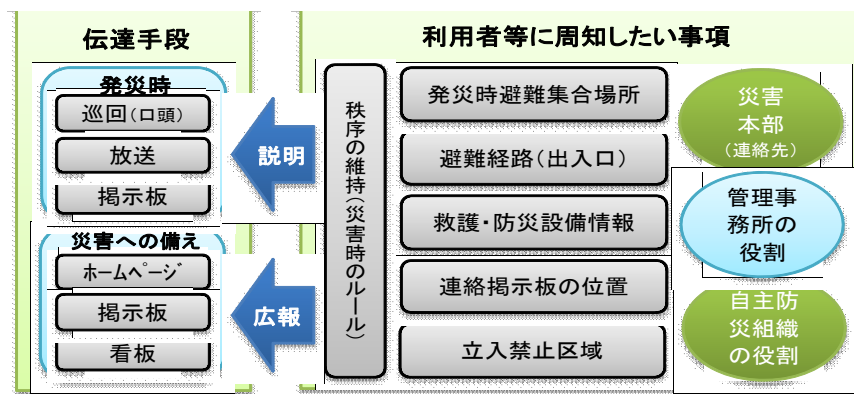 伝達手段
発災時
巡回(口頭)
放送
掲示板
災害への備え
ホームページ
掲示板
看板
説明
広報
利用者等に周知したい事項
秩序の維持(災害時のルール)
発災時避難集合場所
避難経路(出入口)
救護・防災設備情報
連絡掲示板の位置
立入禁止区域
災害
本部
(連絡先)
管理事
務所の
役割
自主防
災組織
の役割